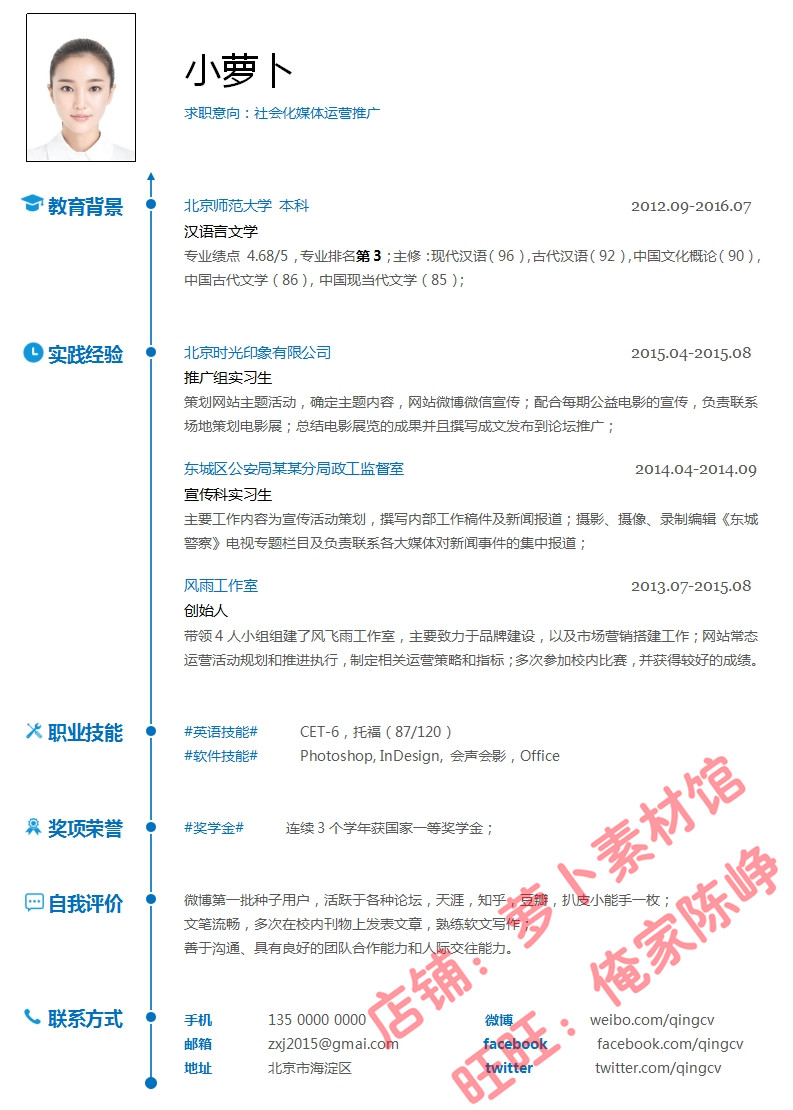 小萝卜
求职意向：社会化媒体运营推广
教育背景
北京师范大学 本科 2012.09-2016.07
汉语言文学
专业绩点 4.68/5，专业排名第 3；主修：现代汉语（96），古代汉语（92），中国文化概论（90），
中国古代文学（86），中国现当代文学（85）；
实践经验
北京时光印象有限公司 2015.04-2015.08
推广组实习生
策划网站主题活动，确定主题内容，网站微博微信宣传；配合每期公益电影的宣传，负责联系
场地策划电影展；总结电影展览的成果并且撰写成文发布到论坛推广；
东城区公安局某某分局政工监督室 2014.04-2014.09
宣传科实习生
主要工作内容为宣传活动策划，撰写内部工作稿件及新闻报道；摄影、摄像、录制编辑《东城
警察》电视专题栏目及负责联系各大媒体对新闻事件的集中报道；
风雨工作室 2013.07-2015.08
创始人
带领 4 人小组组建了风飞雨工作室，主要致力于品牌建设，以及市场营销搭建工作；网站常态
运营活动规划和推进执行，制定相关运营策略和指标；多次参加校内比赛，并获得较好的成绩。
职业技能
#英语技能# CET-6，托福（87/120）
#软件技能# Photoshop, InDesign, 会声会影，Office
奖项荣誉
#奖学金# 连续 3 个学年获国家一等奖学金；
自我评价
微博第一批种子用户，活跃于各种论坛，天涯，知乎，豆瓣，扒皮小能手一枚；
文笔流畅，多次在校内刊物上发表文章，熟练软文写作；
善于沟通、具有良好的团队合作能力和人际交往能力。
联系方式
手机 135 0000 0000 微博 weibo.com/qingcv
邮箱 zxj2015@gmai.com facebook facebook.com/qingcv
地址 北京市海淀区 twitter twitter.com/qingcv
店铺：萝卜素材馆
旺旺：俺家陈峥